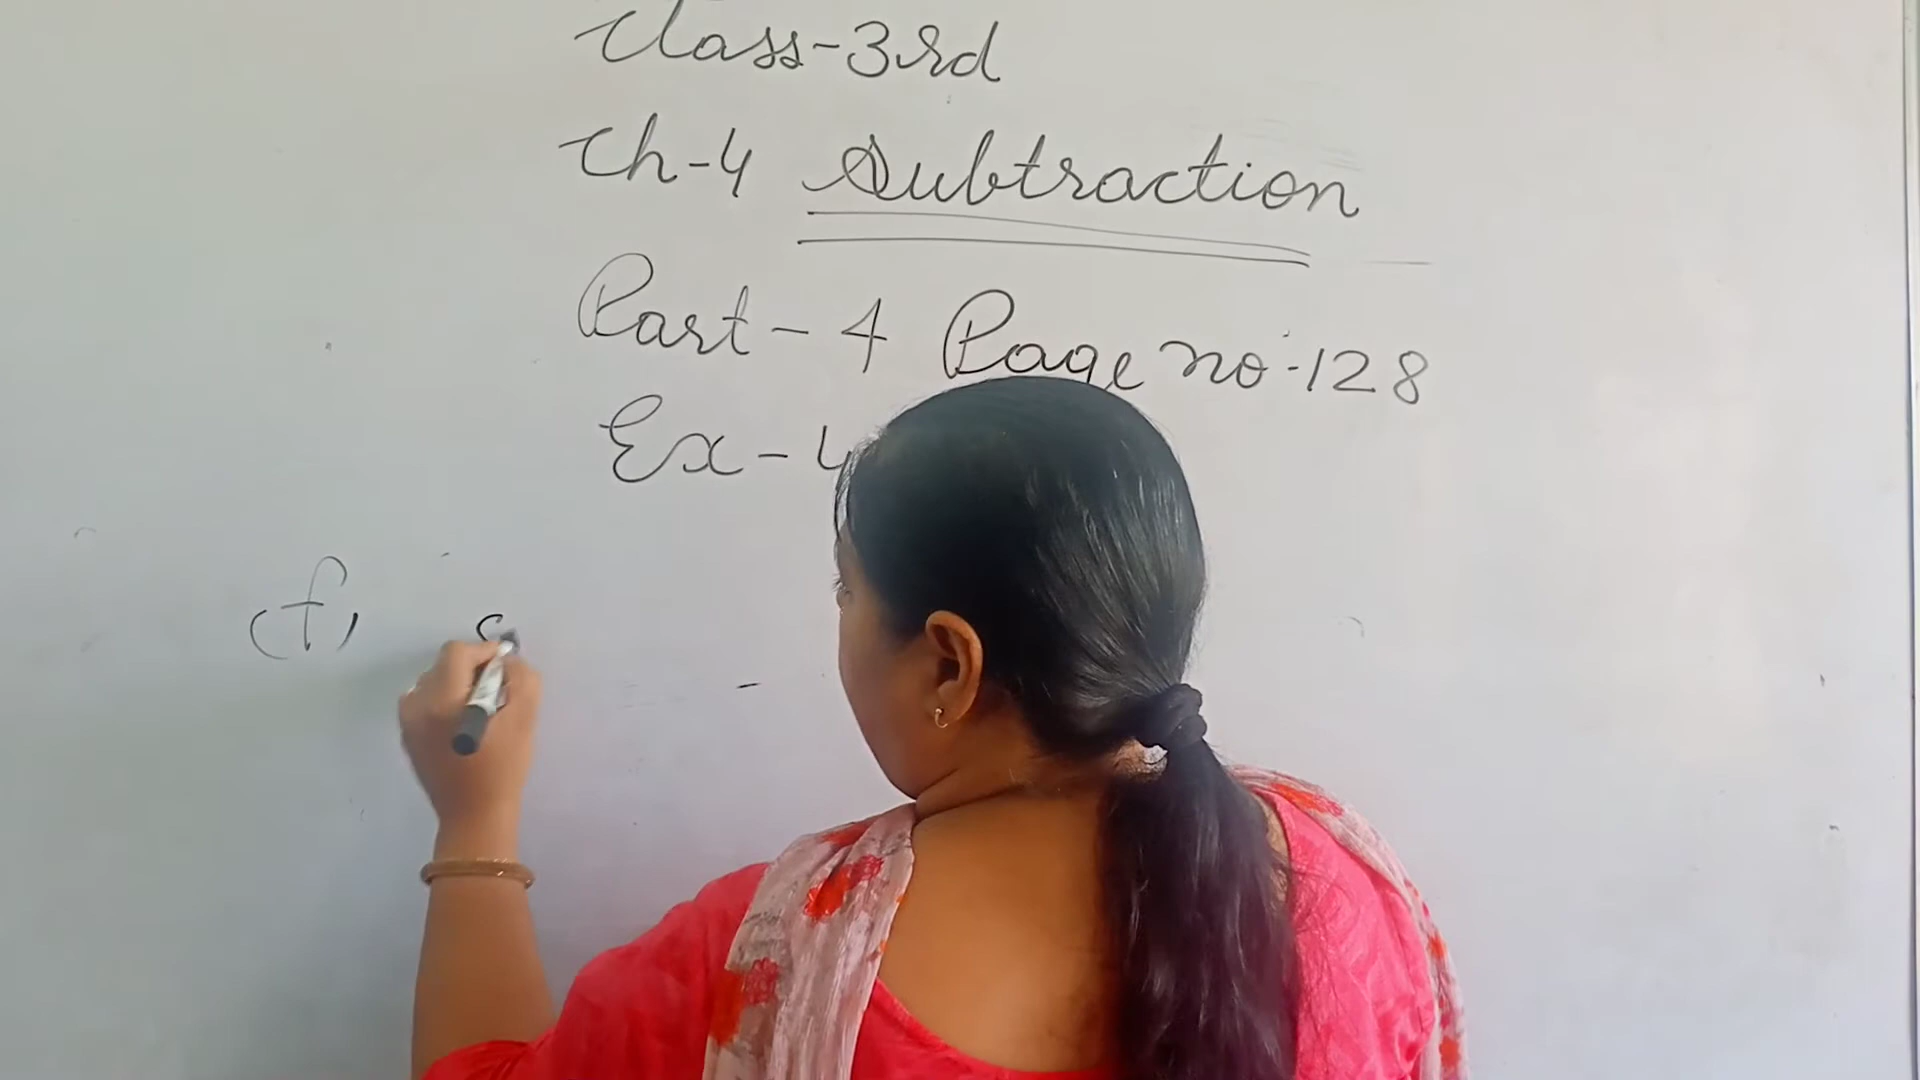 Class-3rd
Ch-4 Subtraction
Part-4 Page no.-128
Ex-4
(f)